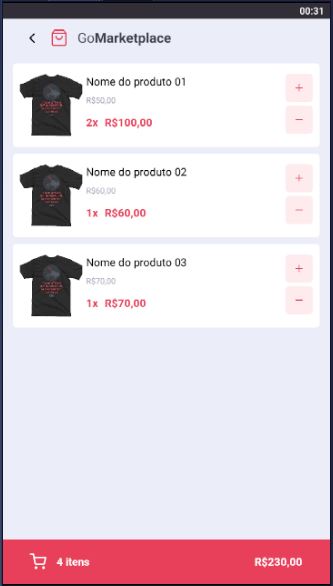 00:31
GoMarketplace
Nome do produto 01
R$50,00
2x R$100,00
+
−
Nome do produto 02
R$60,00
1x R$60,00
+
−
Nome do produto 03
R$70,00
1x R$70,00
+
−
4 itens R$230,00